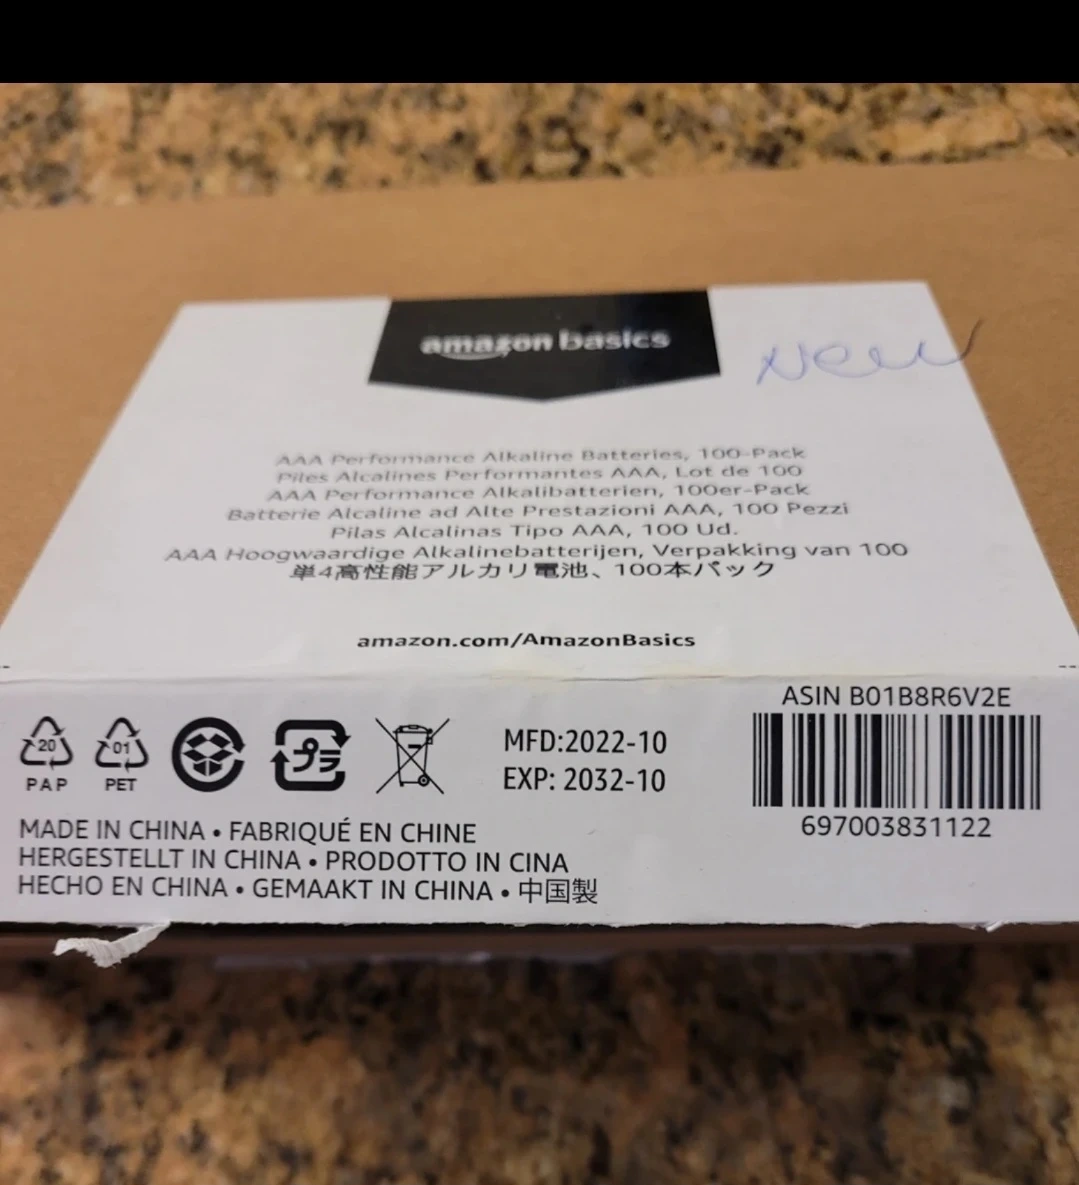 amazon basics
New
AAA Performance Alkaline Batteries, 100-Pack
Piles Alcalines Performantes AAA, Lot de 100
AAA Performance Alkalibatterien, 100er-Pack
Batterie Alcaline ad Alte Prestazioni AAA, 100 Pezzi
Pilas Alcalinas Tipo AAA, 100 Ud.
AAA Hoogwaardige Alkalinebatterijen, Verpakking van 100
単4高性能アルカリ電池、100本パック
amazon.com/AmazonBasics
ASIN B01B8R6V2E
20
PAP
01
PET
プラ
MFD:2022-10
EXP: 2032-10
697003831122
MADE IN CHINA • FABRIQUÉ EN CHINE
HERGESTELLT IN CHINA • PRODOTTO IN CINA
HECHO EN CHINA • GEMAAKT IN CHINA • 中国製